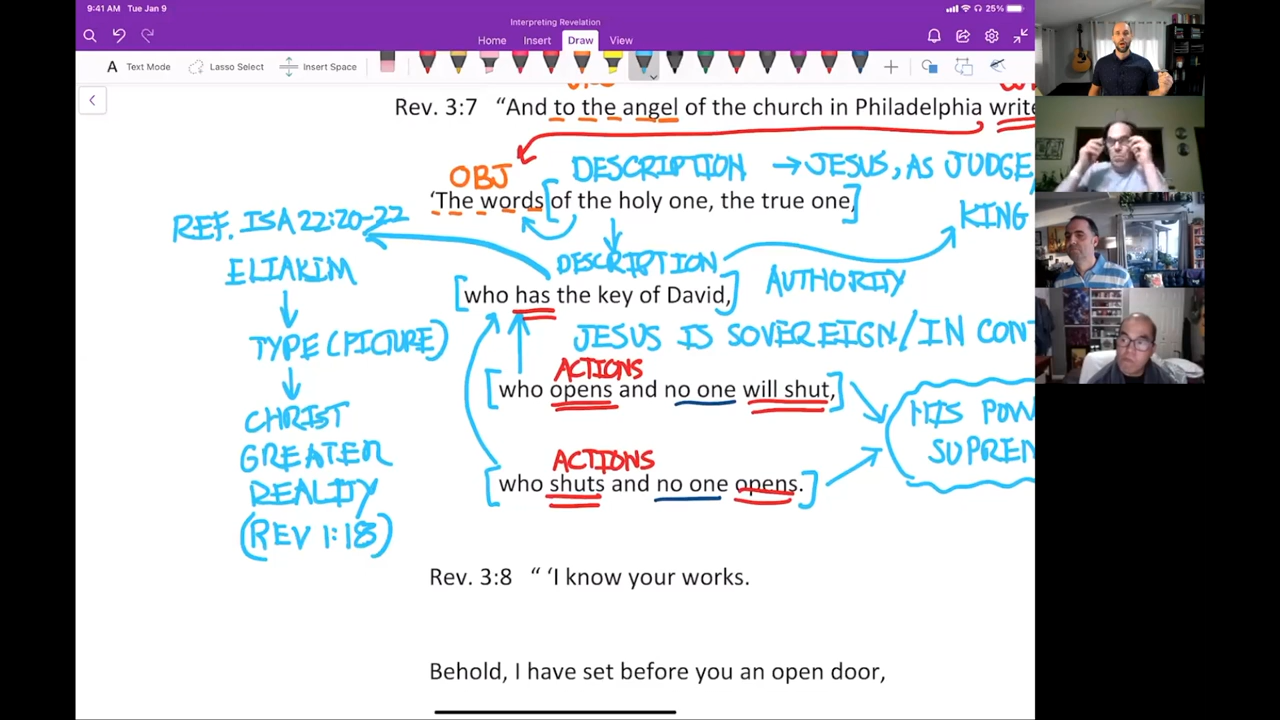 9:41 AM Tue Jan 9
25%
Interpreting Revelation
Home Insert Draw View
A Text Mode Lasso Select Insert Space
Rev. 3:7 "And to the angel of the church in Philadelphia write
OBJ DESCRIPTION → JESUS, AS JUDGE,
KING
'The words [of the holy one, the true one,]
REF. ISA 22:20-22
ELIAKIM
DESCRIPTION
AUTHORITY
[who has the key of David,]
TYPE (PICTURE)
JESUS IS SOVEREIGN/IN CONT
ACTIONS
[who opens and no one will shut,]
CHRIST
GREATER
REALITY
(REV 1:18)
HIS POW
SUPREM
ACTIONS
[who shuts and no one opens.]
Rev. 3:8 " 'I know your works.
Behold, I have set before you an open door,